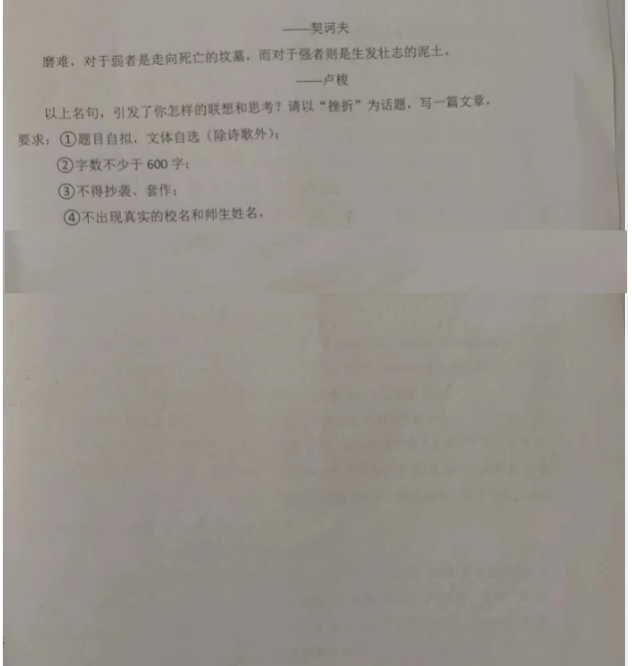 ——契诃夫
磨难，对于弱者是走向死亡的坟墓，而对于强者则是生发壮志的泥土。
——卢梭
以上名句，引发了你怎样的联想和思考？请以“挫折”为话题，写一篇文章，
要求：①题目自拟，文体自选（除诗歌外）；
②字数不少于 600 字；
③不得抄袭、套作；
④不出现真实的校名和师生姓名。